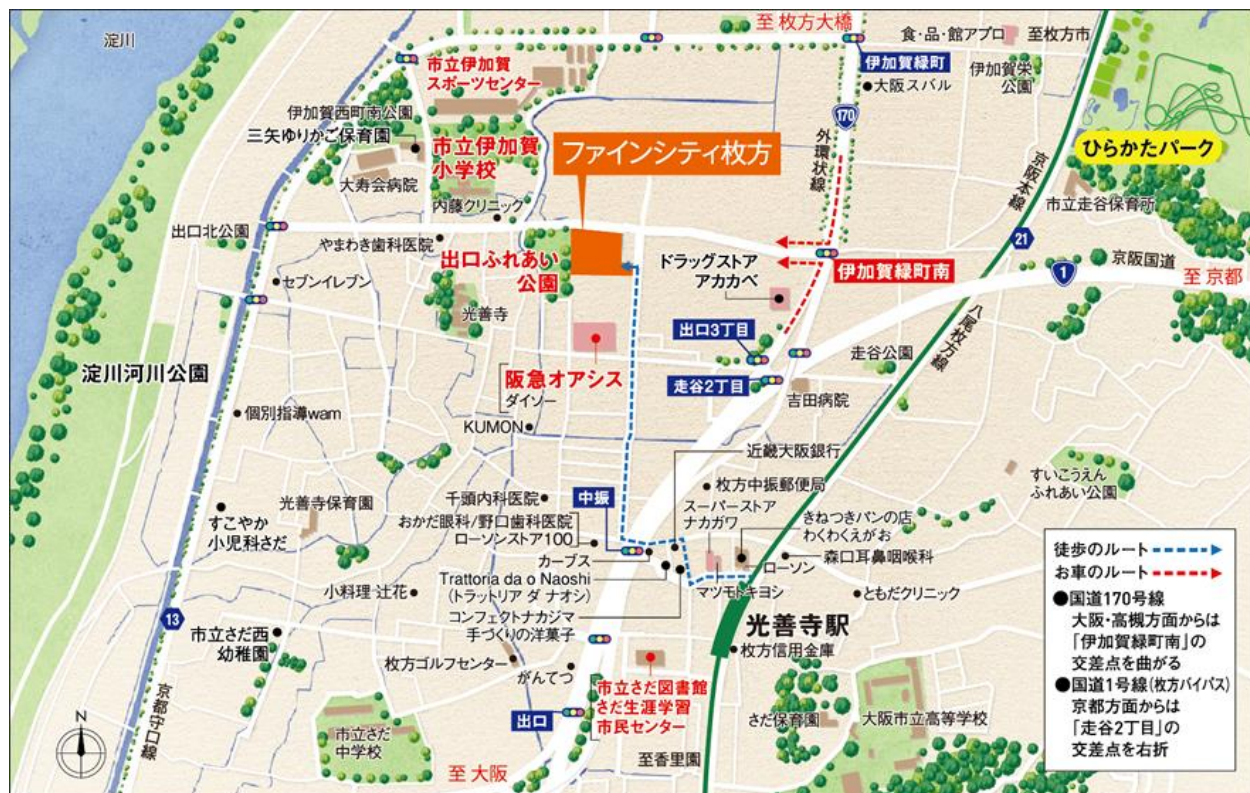 淀川
至 枚方大橋
食・品・館アプロ
至枚方市
市立伊加賀
スポーツセンター
伊加賀緑町
大阪スバル
伊加賀栄
公園
伊加賀西町南公園
三矢ゆりかご保育園
市立伊加賀
小学校
170
外環状線
ファインシティ枚方
ひらかたパーク
京阪本線
大寿会病院
内藤クリニック
市立走谷保育所
出口北公園
やまわき歯科医院
21
出口ふれあい
公園
ドラッグストア
アカカベ
伊加賀緑町南
1
京阪国道
至 京都
セブンイレブン
光善寺
出口3丁目
八尾枚方線
走谷公園
淀川河川公園
阪急オアシス
ダイソー
走谷2丁目
吉田病院
個別指導wam
KUMON
近畿大阪銀行
すいこうえん
ふれあい公園
光善寺保育園
千頭内科医院
中振
枚方中振郵便局
スーパーストア
ナカガワ
きねつきパンの店
わくわくえがお
すこやか
小児科さだ
おかだ眼科/野口歯科医院
ローソンストア100
カーブス
ローソン
森口耳鼻咽喉科
Trattoria da o Naoshi
(トラットリア ダ ナオシ)
マツモトキヨシ
小料理 辻花
ともだクリニック
コンフェクトナカジマ
手づくりの洋菓子
13
光善寺駅
市立さだ西
幼稚園
枚方ゴルフセンター
がんてつ
枚方信用金庫
京都守口線
市立さだ図書館
さだ生涯学習
市民センター
出口
さだ保育園
大阪市立高等学校
N
市立さだ
中学校
至 大阪
至香里園
徒歩のルート
お車のルート
●国道170号線
大阪・高槻方面からは
「伊加賀緑町南」の
交差点を曲がる
●国道1号線(枚方バイパス)
京都方面からは
「走谷2丁目」の
交差点を右折